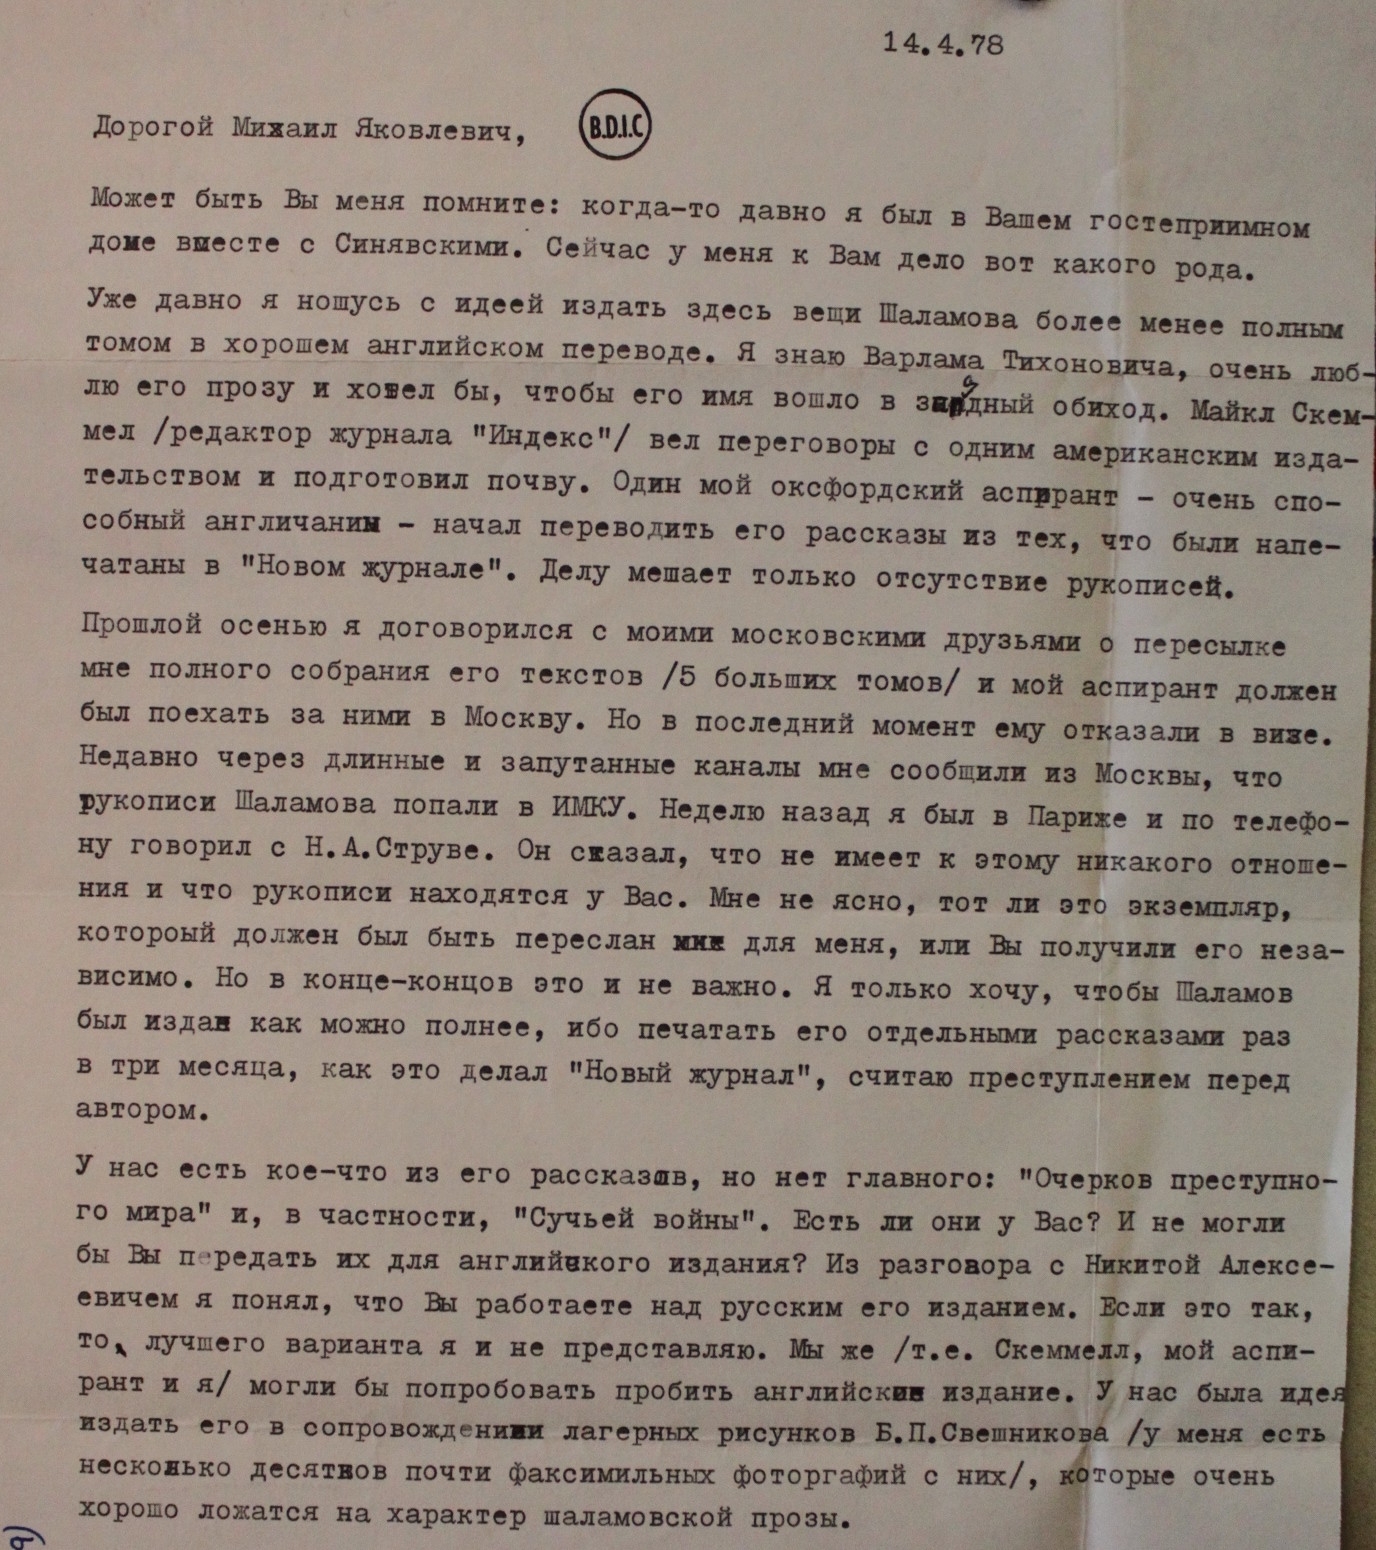 14.4.78
Дорогой Михаил Яковлевич,
B.D.I.C
Может быть Вы меня помните: когда-то давно я был в Вашем гостеприимном
доме вместе с Синявскими. Сейчас у меня к Вам дело вот какого рода.
Уже давно я ношусь с идеей издать здесь вещи Шаламова более менее полным
томом в хорошем английском переводе. Я знаю Варлама Тихоновича, очень люб-
лю его прозу и хотел бы, чтобы его имя вошло в западный обиход. Майкл Скем-
мел /редактор журнала "Индекс"/ вел переговоры с одним американским изда-
тельством и подготовил почву. Один мой оксфордский аспирант - очень спо-
собный англичанин - начал переводить его рассказы из тех, что были напе-
чатаны в "Новом журнале". Делу мешает только отсутствие рукописей.
Прошлой осенью я договорился с моими московскими друзьями о пересылке
мне полного собрания его текстов /5 больших томов/ и мой аспирант должен
был поехать за ними в Москву. Но в последний момент ему отказали в визе.
Недавно через длинные и запутанные каналы мне сообщили из Москвы, что
рукописи Шаламова попали в ИМКУ. Неделю назад я был в Париже и по телефо-
ну говорил с Н.А.Струве. Он сказал, что не имеет к этому никакого отноше-
ния и что рукописи находятся у Вас. Мне не ясно, тот ли это экземпляр,
котороый должен был быть переслан для меня, или Вы получили его неза-
висимо. Но в конце-концов это и не важно. Я только хочу, чтобы Шаламов
был издан как можно полнее, ибо печатать его отдельными рассказами раз
в три месяца, как это делал "Новый журнал", считаю преступлением перед
автором.
У нас есть кое-что из его рассказов, но нет главного: "Очерков преступно-
го мира" и, в частности, "Сучьей войны". Есть ли они у Вас? И не могли
бы Вы передать их для английского издания? Из разговора с Никитой Алексе-
евичем я понял, что Вы работаете над русским его изданием. Если это так,
то, лучшего варианта я и не представляю. Мы же /т.е. Скеммелл, мой аспи-
рант и я/ могли бы попробовать пробить английские издание. У нас была идея
издать его в сопровождении лагерных рисунков Б.П.Свешникова /у меня есть
несколько десятков почти факсимильных фоторгафий с них/, которые очень
хорошо ложатся на характер шаламовской прозы.